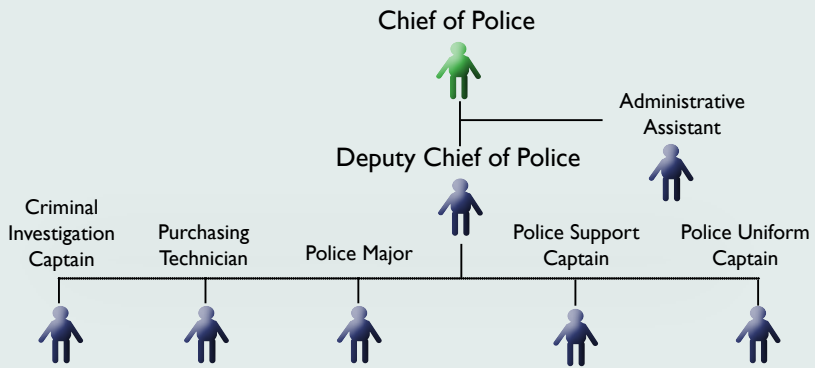 Chief of Police
Administrative
Assistant
Deputy Chief of Police
Criminal
Investigation
Captain
Purchasing
Technician
Police Major
Police Support
Captain
Police Uniform
Captain